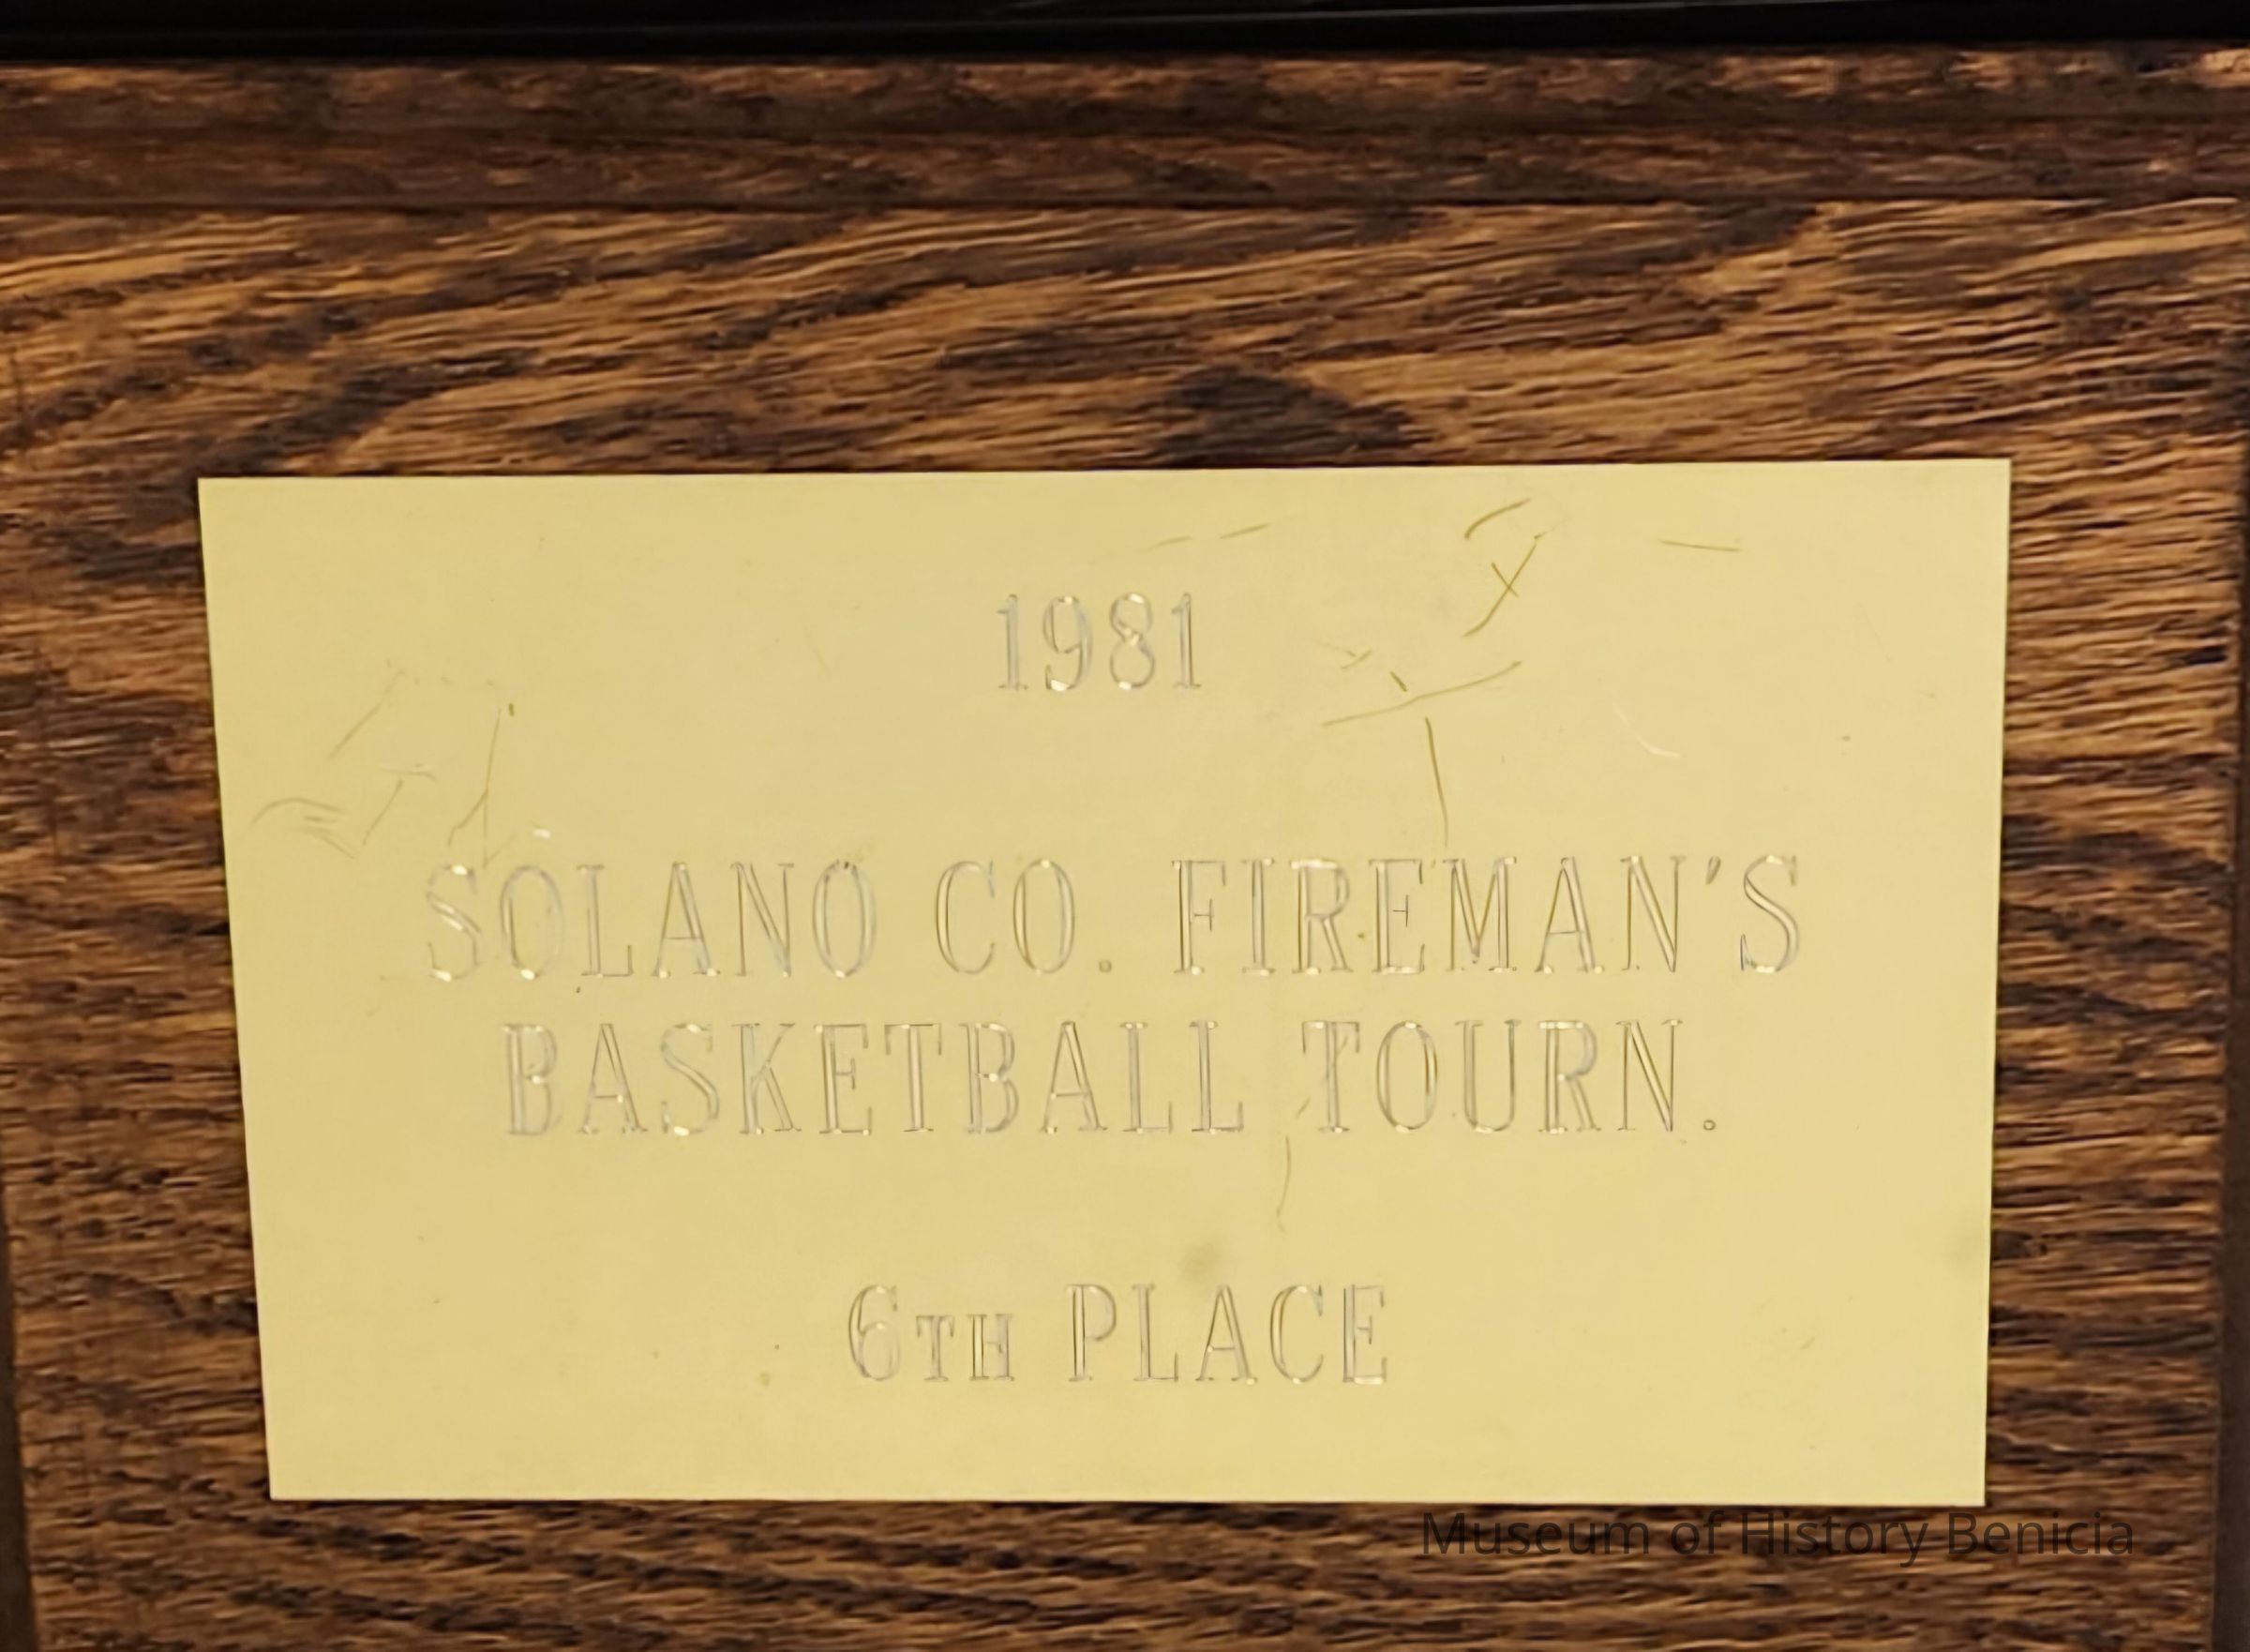 1981
SOLANO CO. FIREMAN'S
BASKETBALL TOURN.
6TH PLACE
Museum of History Benicia